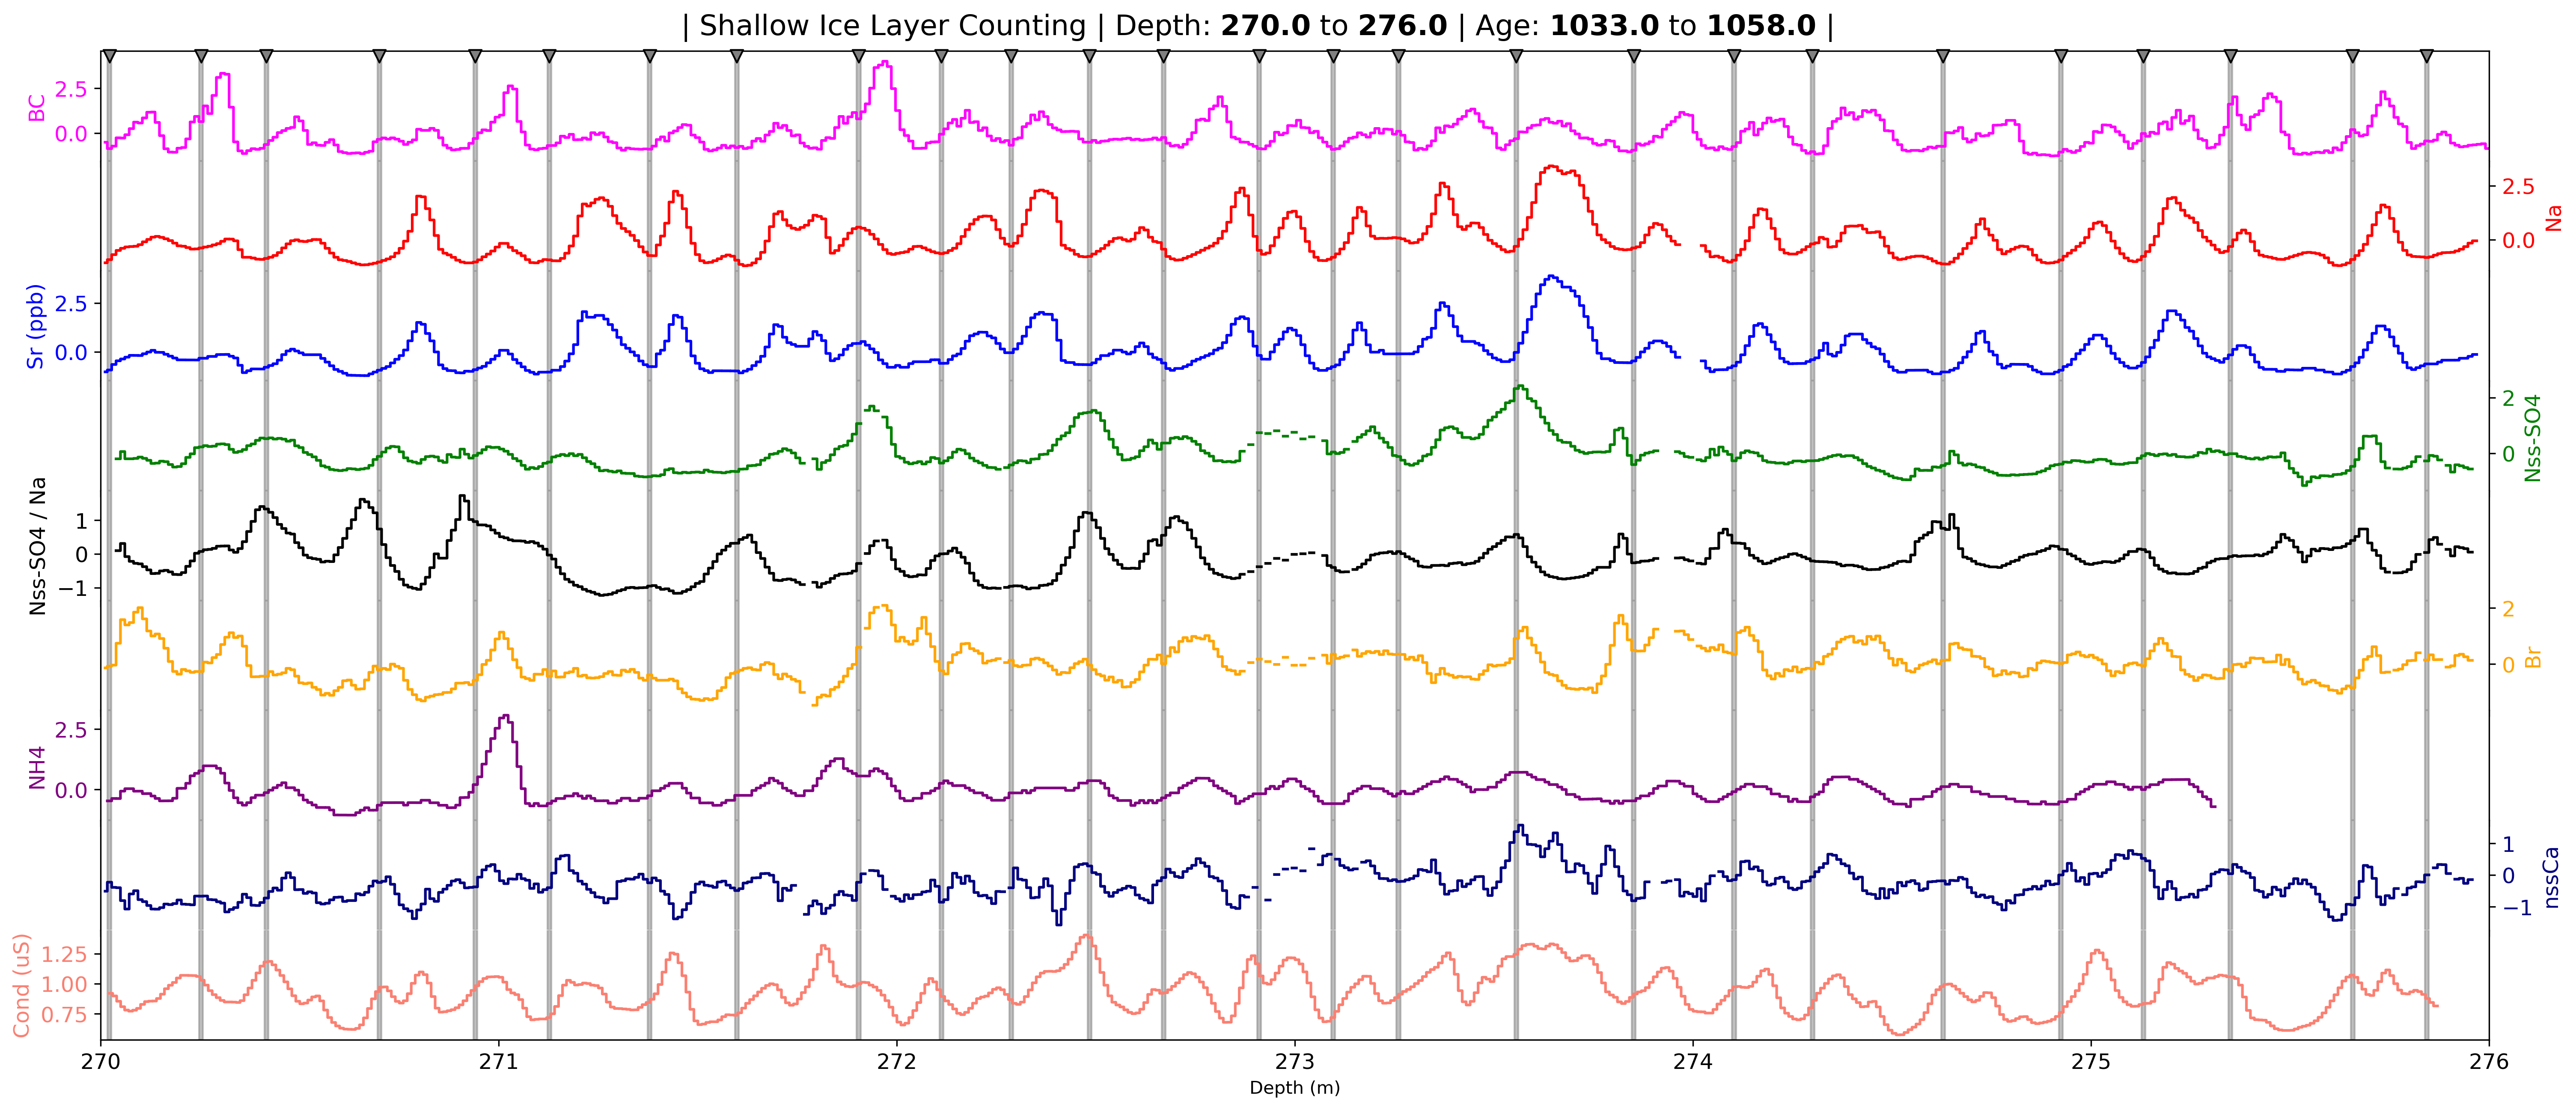 | Shallow Ice Layer Counting | Depth: 270.0 to 276.0 | Age: 1033.0 to 1058.0 |
BC
2.5
0.0
2.5
0.0
Na
Sr (ppb)
2.5
0.0
2
0
Nss-SO4
Nss-SO4 / Na
1
0
−1
2
0
Br
NH4
2.5
0.0
1
0
−1
nssCa
Cond (uS)
1.25
1.00
0.75
270 271 272 273 274 275 276
Depth (m)